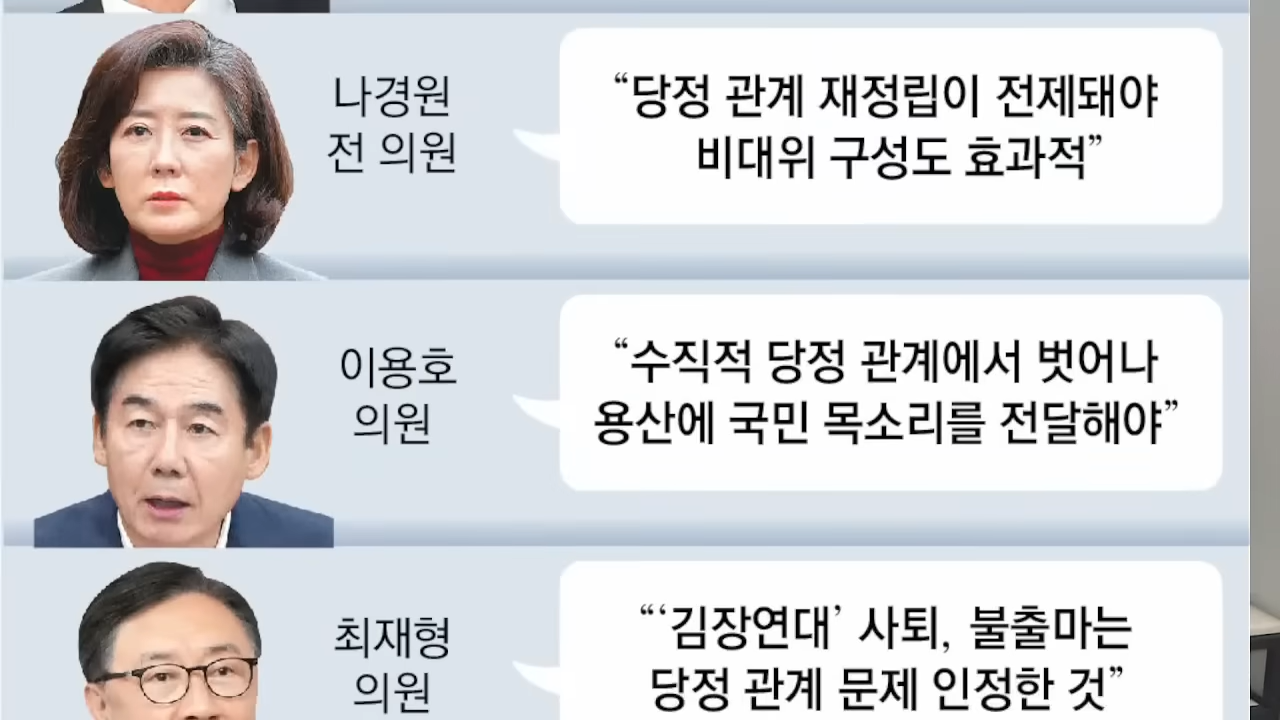 나경원
전 의원
“당정 관계 재정립이 전제돼야
비대위 구성도 효과적”
이용호
의원
“수직적 당정 관계에서 벗어나
용산에 국민 목소리를 전달해야”
최재형
의원
“‘김장연대’ 사퇴, 불출마는
당정 관계 문제 인정한 것”